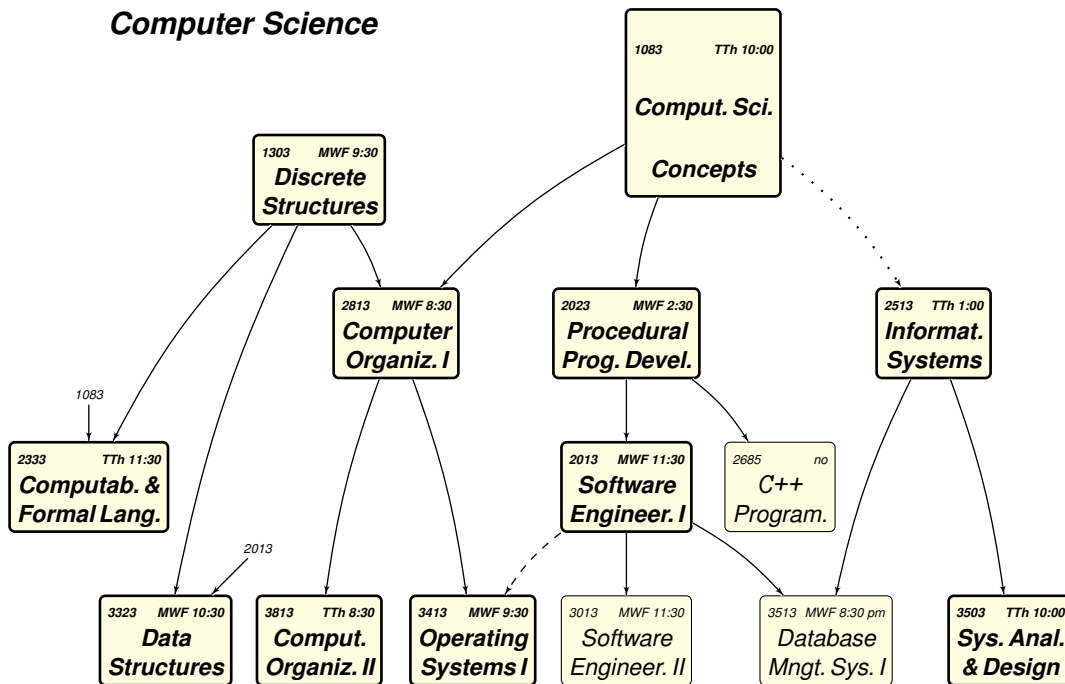 Computer Science
1083 TTh 10:00
Comput. Sci.
Concepts
1303 MWF 9:30
Discrete
Structures
2813 MWF 8:30
Computer
Organiz. I
2023 MWF 2:30
Procedural
Prog. Devel.
2513 TTh 1:00
Informat.
Systems
1083
2333 TTh 11:30
Computab. &
Formal Lang.
2013 MWF 11:30
Software
Engineer. I
2685 no
C++
Program.
2013
3323 MWF 10:30
Data
Structures
3813 TTh 8:30
Comput.
Organiz. II
3413 MWF 9:30
Operating
Systems I
3013 MWF 11:30
Software
Engineer. II
3513 MWF 8:30 pm
Database
Mngt. Sys. I
3503 TTh 10:00
Sys. Anal.
& Design